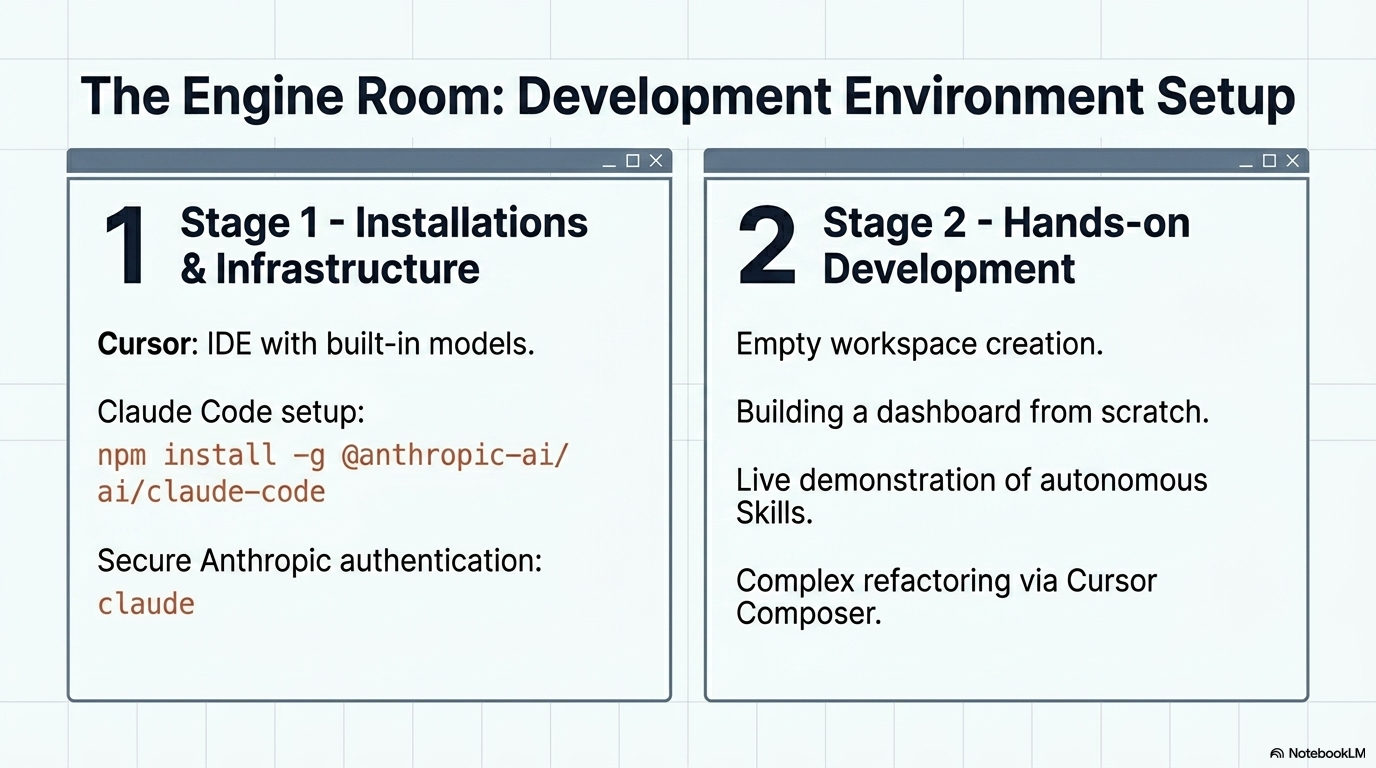 The Engine Room: Development Environment Setup
1
Stage 1 - Installations
& Infrastructure
Cursor: IDE with built-in models.
Claude Code setup:
npm install -g @anthropic-ai/
ai/claude-code
Secure Anthropic authentication:
claude
2
Stage 2 - Hands-on
Development
Empty workspace creation.
Building a dashboard from scratch.
Live demonstration of autonomous
Skills.
Complex refactoring via Cursor
Composer.
NotebookLM